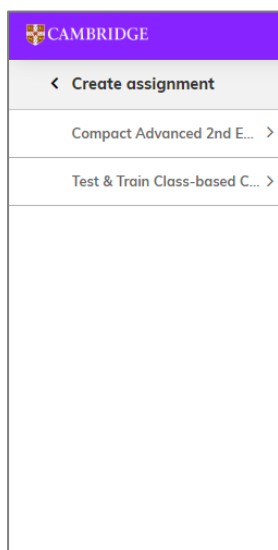 CAMBRIDGE
Create assignment
Compact Advanced 2nd E...
Test & Train Class-based C...